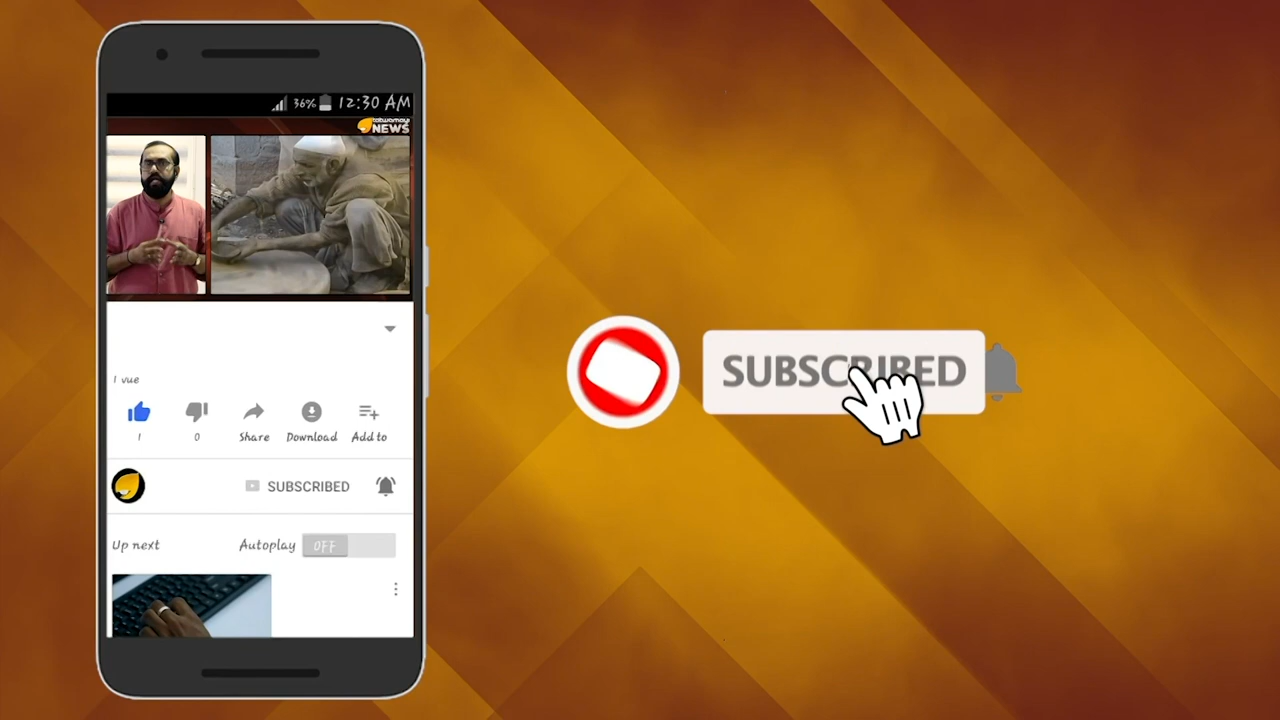 36% 12:30 AM
tatwamayi
NEWS
1 vue
1 0 Share Download Add to
SUBSCRIBED
Up next Autoplay OFF
SUBSCRIBED